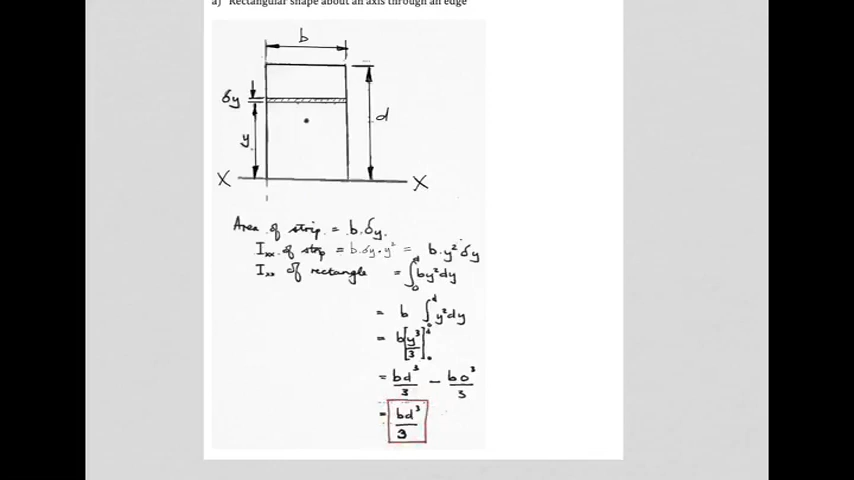 a) Rectangular shape about an axis through an edge
b
δy
y
d
X X
Area of strip = b.δy.
Ixx of strip = b.δy.y² = b.y²δy
Ixx of rectangle = ∫₀ᵈ by²dy
= b ∫₀ᵈ y²dy
= b[y³/3]₀ᵈ
= bd³/3 - bo³/3
= bd³/3